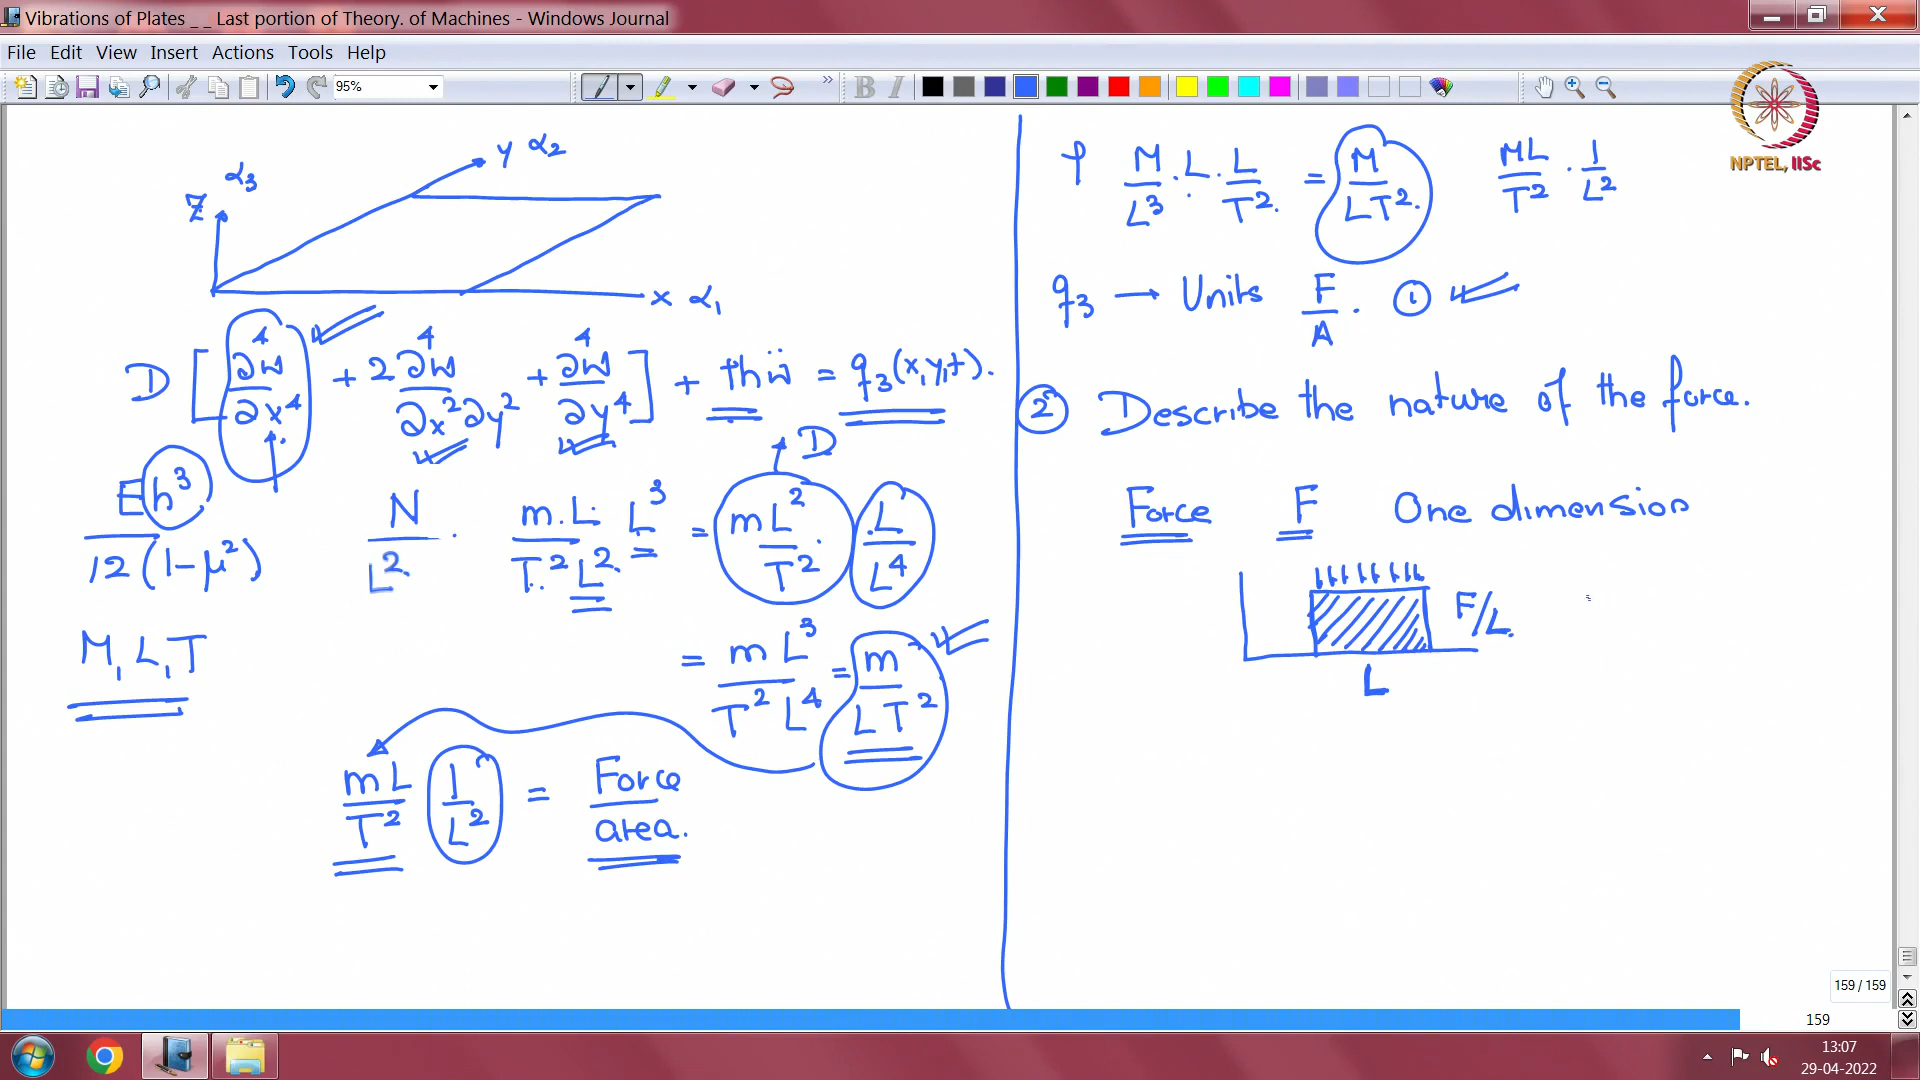 Vibrations of Plates _ _ Last portion of Theory. of Machines - Windows Journal
File Edit View Insert Actions Tools Help
95%
B I
NPTEL, IISc
Z α3
y α2
x α1
D [ ∂⁴w/∂x⁴ + 2 ∂⁴w/∂x²∂y² + ∂⁴w/∂y⁴ ] + ρhẅ = q3(x,y,t).
Eh³/12(1-μ²) N/L² . m.L./T².L². L³ = mL²/T². . L/L⁴
D
M, L, T
= mL³/T²L⁴ = m/LT²
mL/T² 1/L² = Force/area.
ρ M/L³ . L . L/T². = M/LT². ML/T² . 1/L²
q3 → Units F/A . ①
② Describe the nature of the force.
Force F One dimension
F/L.
L
159 / 159
159
13:07
29-04-2022